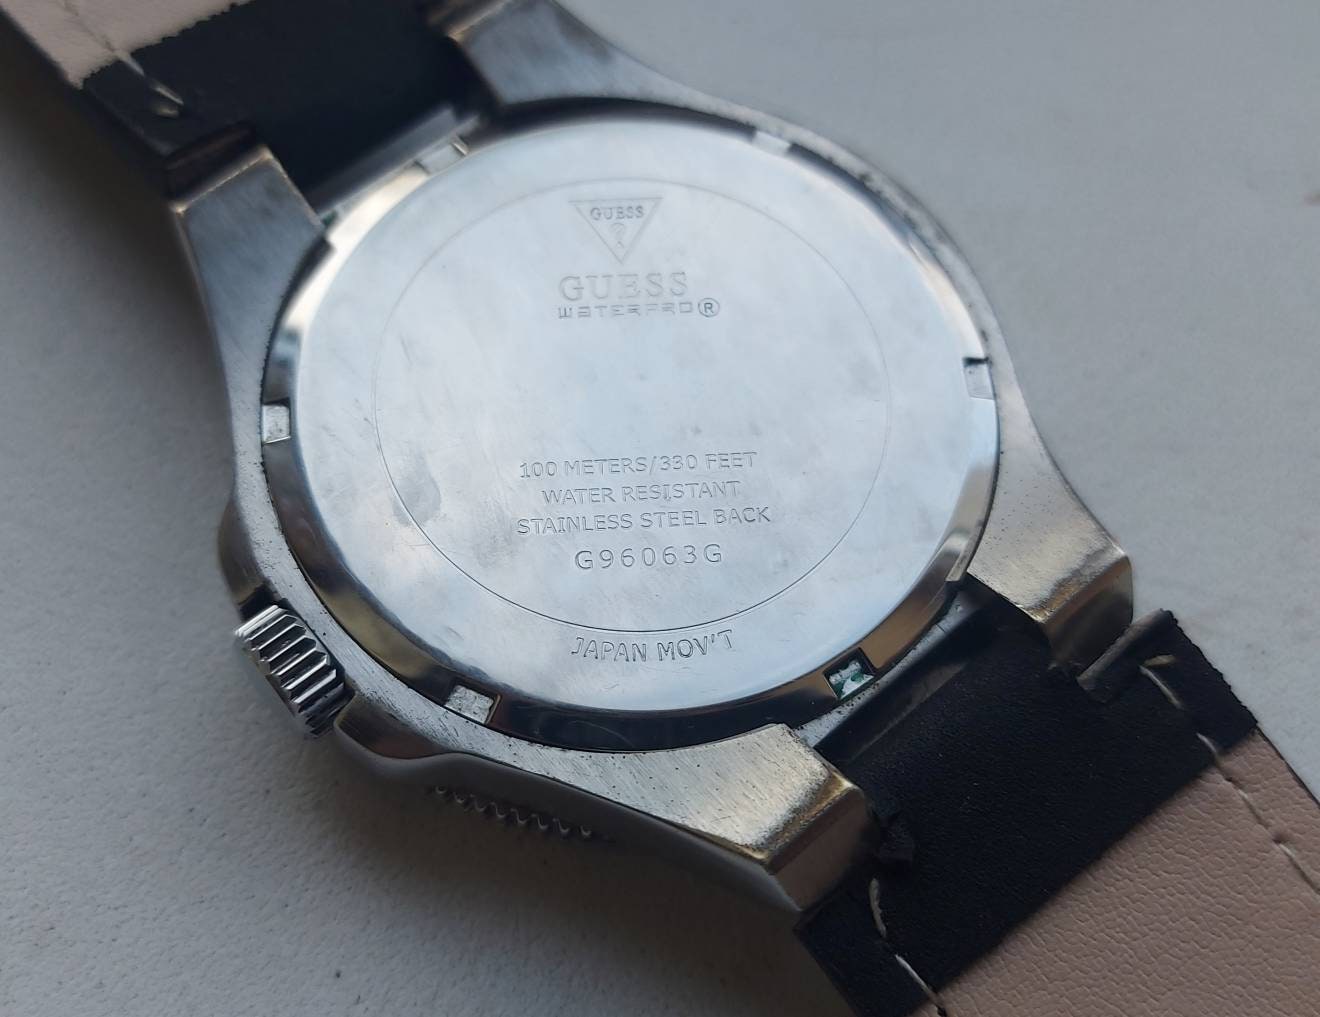 GUESS
?
GUESS
WATERPRO®
100 METERS/330 FEET
WATER RESISTANT
STAINLESS STEEL BACK
G96063G
JAPAN MOV'T